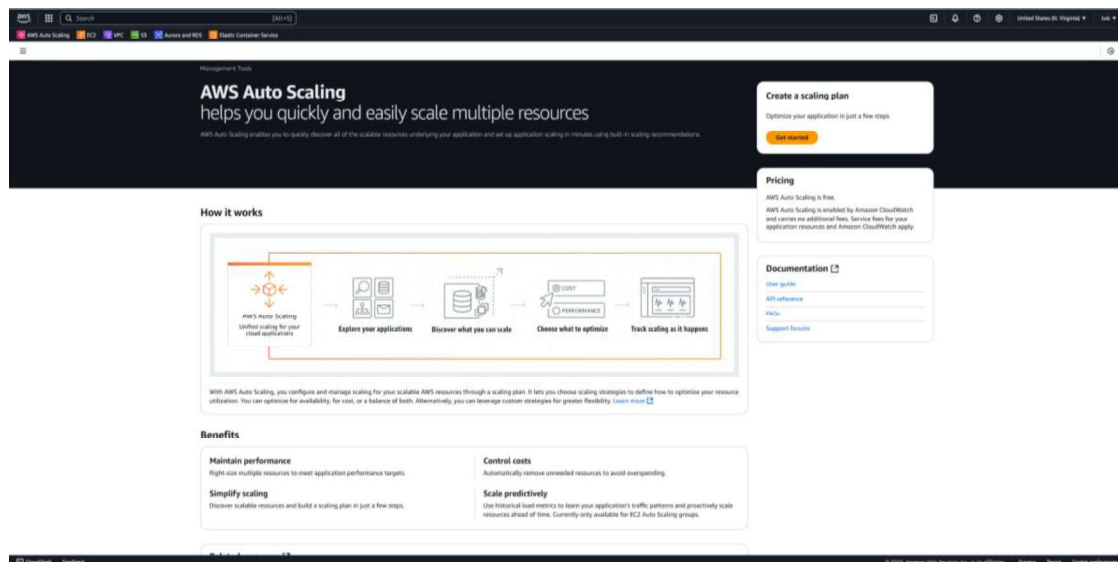 aws
Search
[Alt+S]
United States (N. Virginia)
AWS Auto Scaling
EC2
VPC
S3
Aurora and RDS
Elastic Container Service
Management Tools
AWS Auto Scaling
helps you quickly and easily scale multiple resources
AWS Auto Scaling enables you to quickly discover all of the scalable resources underlying your application and set up application scaling in minutes using built-in scaling recommendations.
Create a scaling plan
Optimize your application in just a few steps
Get started
Pricing
AWS Auto Scaling is free.
AWS Auto Scaling is enabled by Amazon CloudWatch
and carries no additional fees. Service fees for your
application resources and Amazon CloudWatch apply.
How it works
AWS Auto Scaling
Unified scaling for your
cloud applications
Explore your applications
Discover what you can scale
COST
PERFORMANCE
Choose what to optimize
Track scaling as it happens
Documentation
User guide
API reference
FAQs
Support forums
With AWS Auto Scaling, you configure and manage scaling for your scalable AWS resources through a scaling plan. It lets you choose scaling strategies to define how to optimize your resource
utilization. You can optimize for availability, for cost, or a balance of both. Alternatively, you can leverage custom strategies for greater flexibility. Learn more
Benefits
Maintain performance
Right-size multiple resources to meet application performance targets.
Control costs
Automatically remove unneeded resources to avoid overspending.
Simplify scaling
Discover scalable resources and build a scaling plan in just a few steps.
Scale predictively
Use historical load metrics to learn your application's traffic patterns and proactively scale
resources ahead of time. Currently only available for EC2 Auto Scaling groups.